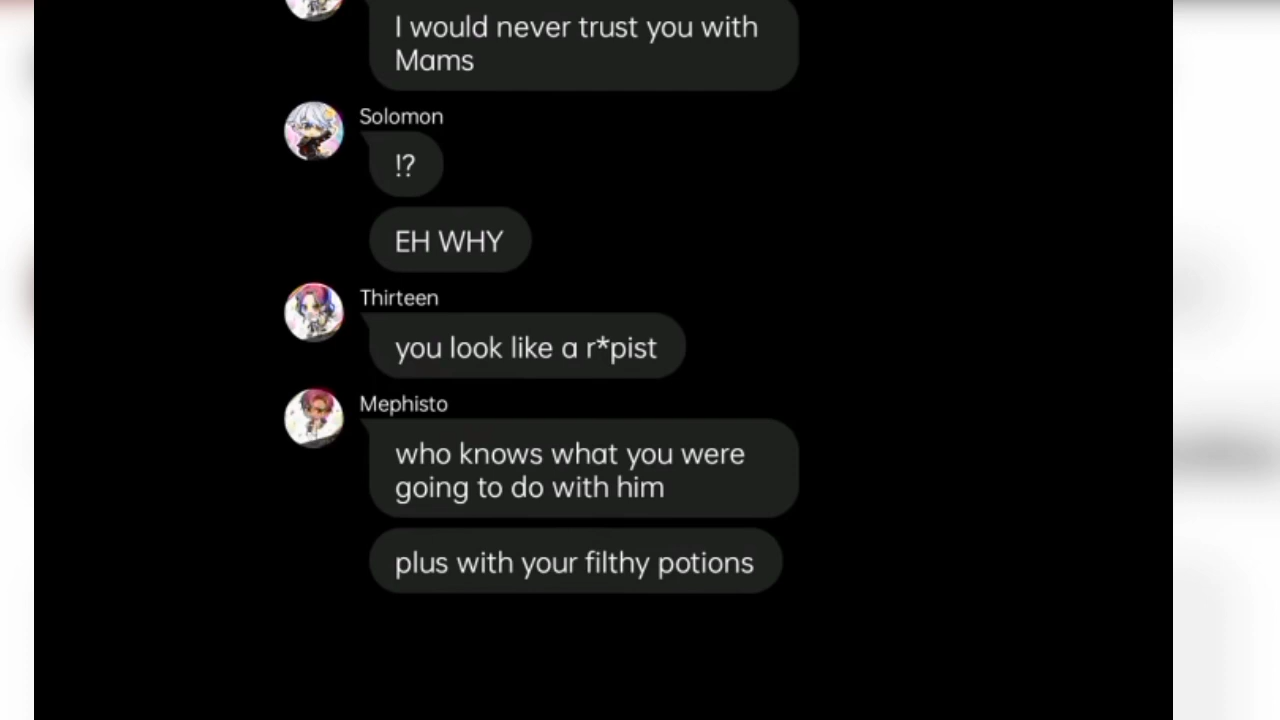 I would never trust you with
Mams
Solomon
!?
EH WHY
Thirteen
you look like a r*pist
Mephisto
who knows what you were
going to do with him
plus with your filthy potions